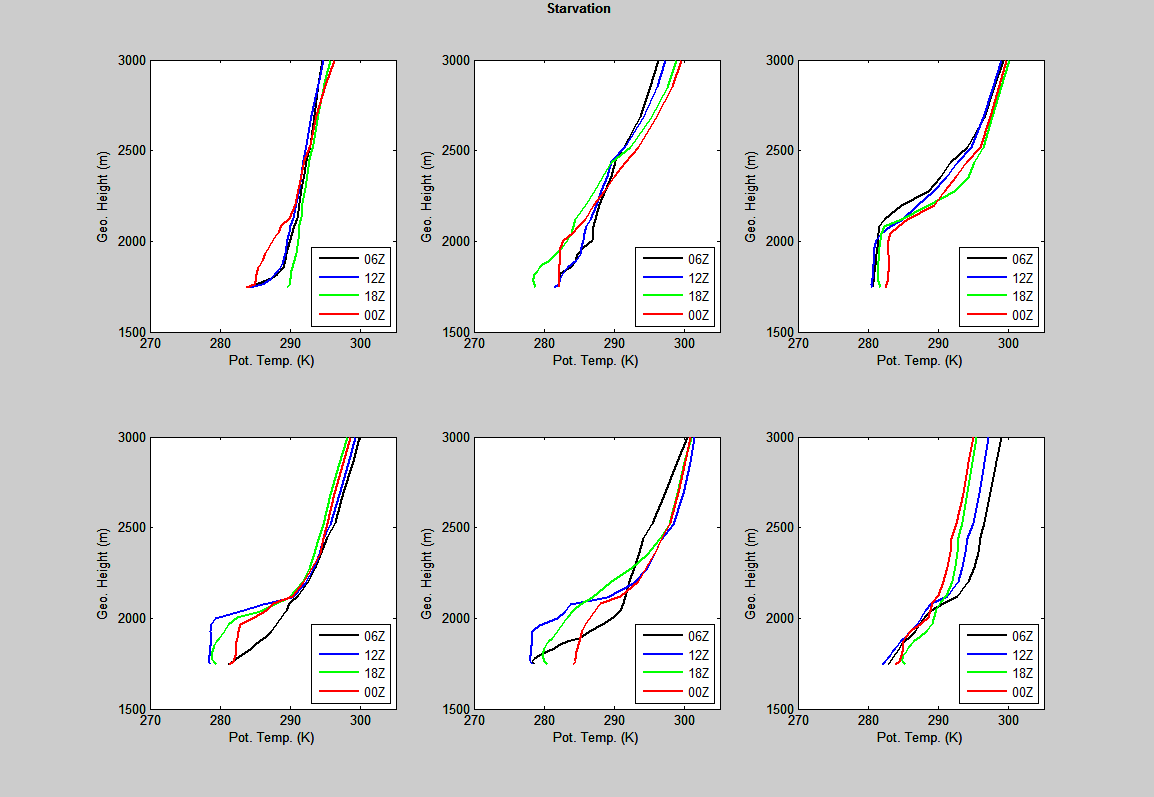 Starvation
3000
2500
2000
1500
270 280 290 300
Geo. Height (m)
Pot. Temp. (K)
06Z
12Z
18Z
00Z
3000
2500
2000
1500
270 280 290 300
Geo. Height (m)
Pot. Temp. (K)
06Z
12Z
18Z
00Z
3000
2500
2000
1500
270 280 290 300
Geo. Height (m)
Pot. Temp. (K)
06Z
12Z
18Z
00Z
3000
2500
2000
1500
270 280 290 300
Geo. Height (m)
Pot. Temp. (K)
06Z
12Z
18Z
00Z
3000
2500
2000
1500
270 280 290 300
Geo. Height (m)
Pot. Temp. (K)
06Z
12Z
18Z
00Z
3000
2500
2000
1500
270 280 290 300
Geo. Height (m)
Pot. Temp. (K)
06Z
12Z
18Z
00Z